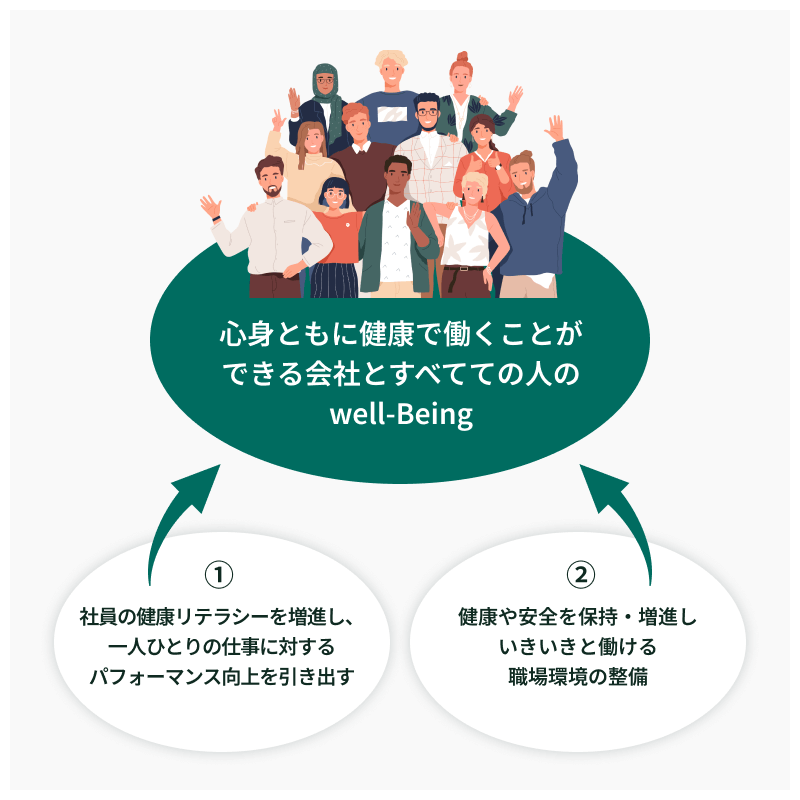 心身ともに健康で働くことが
できる会社とすべてての人の
well-Being
①
社員の健康リテラシーを増進し、
一人ひとりの仕事に対する
パフォーマンス向上を引き出す
②
健康や安全を保持・増進し
いきいきと働ける
職場環境の整備